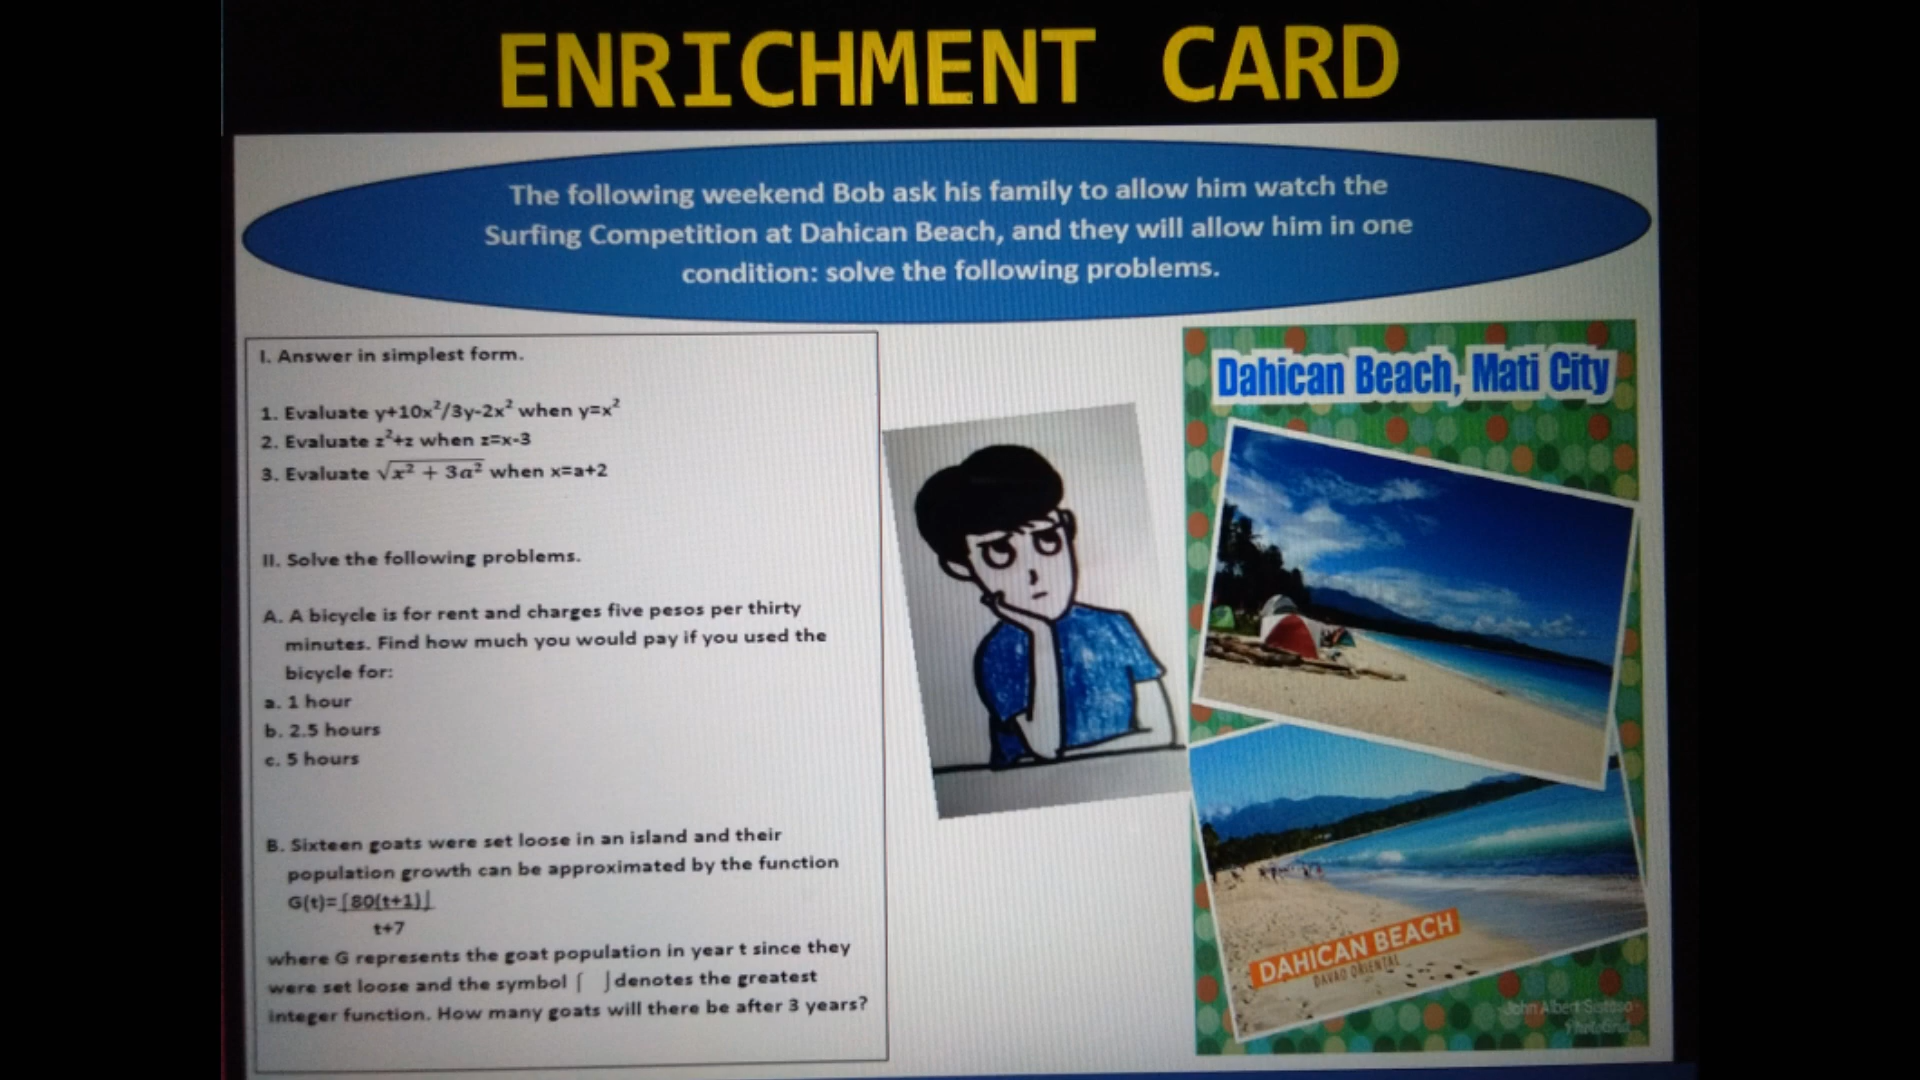 ENRICHMENT CARD
The following weekend Bob ask his family to allow him watch the
Surfing Competition at Dahican Beach, and they will allow him in one
condition: solve the following problems.
I. Answer in simplest form.
1. Evaluate y+10x²/3y-2x² when y=x²
2. Evaluate z²+z when z=x-3
3. Evaluate √x² + 3a² when x=a+2
II. Solve the following problems.
A. A bicycle is for rent and charges five pesos per thirty
minutes. Find how much you would pay if you used the
bicycle for:
a. 1 hour
b. 2.5 hours
c. 5 hours
B. Sixteen goats were set loose in an island and their
population growth can be approximated by the function
G(t)=⌈80(t+1)⌋
t+7
where G represents the goat population in year t since they
were set loose and the symbol ⌈ ⌋ denotes the greatest
integer function. How many goats will there be after 3 years?
Dahican Beach, Mati City
DAHICAN BEACH
DAVAO ORIENTAL
John Albert
PhotoGrid